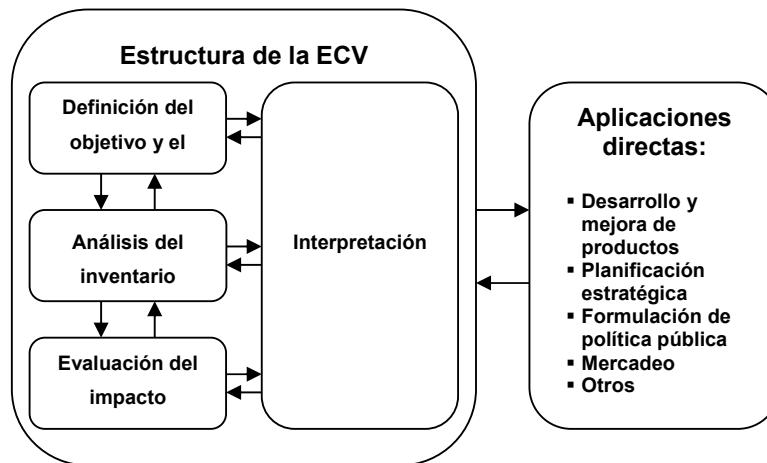 Estructura de la ECV
Definición del
objetivo y el
Análisis del
inventario
Evaluación del
impacto
Interpretación
Aplicaciones
directas:
▪ Desarrollo y
mejora de
productos
▪ Planificación
estratégica
▪ Formulación de
política pública
▪ Mercadeo
▪ Otros